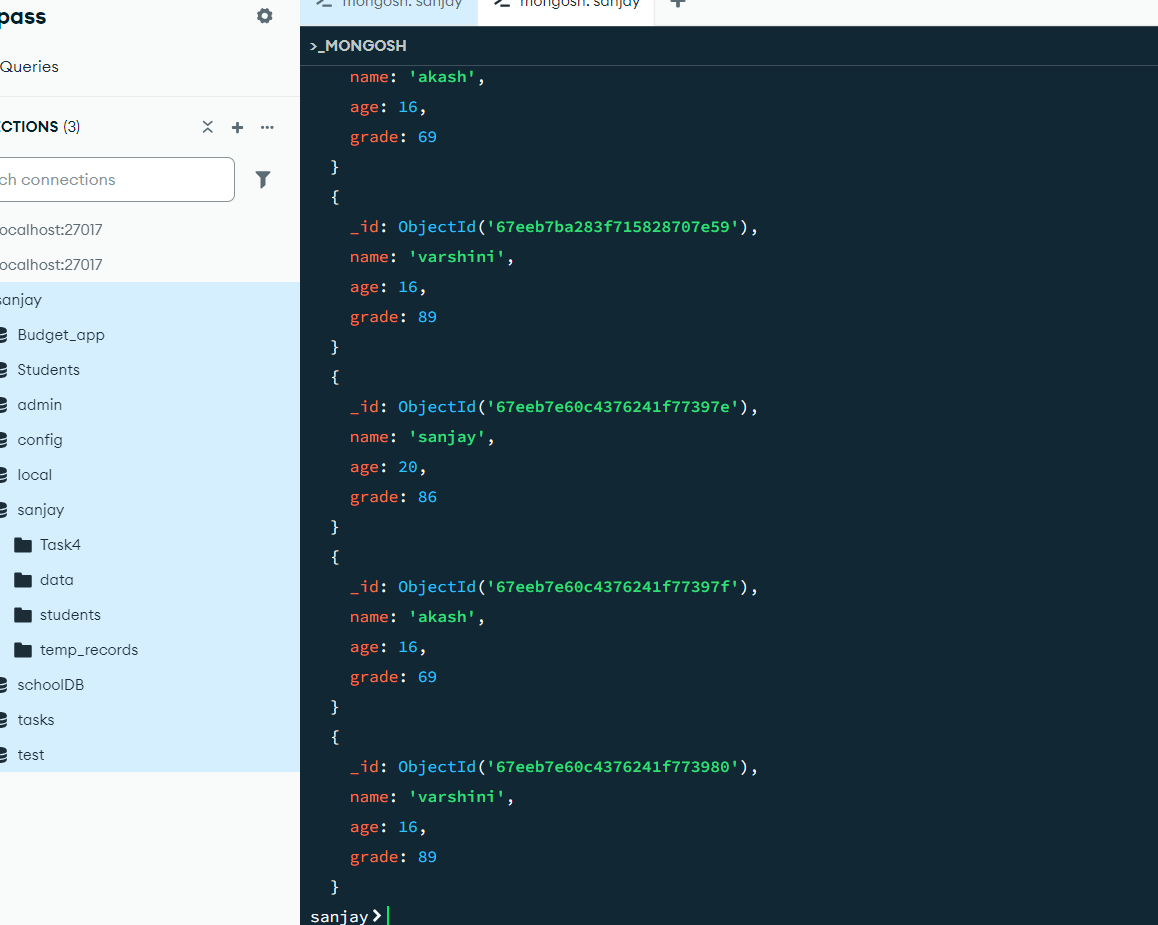 pass
Queries
ECTIONS (3)
ch connections
ocalhost:27017
ocalhost:27017
sanjay
Budget_app
Students
admin
config
local
sanjay
Task4
data
students
temp_records
schoolDB
tasks
test
mongosh: sanjay
mongosh: sanjay
>_MONGOSH
name: 'akash',
age: 16,
grade: 69
}
{
_id: ObjectId('67eeb7ba283f715828707e59'),
name: 'varshini',
age: 16,
grade: 89
}
{
_id: ObjectId('67eeb7e60c4376241f77397e'),
name: 'sanjay',
age: 20,
grade: 86
}
{
_id: ObjectId('67eeb7e60c4376241f77397f'),
name: 'akash',
age: 16,
grade: 69
}
{
_id: ObjectId('67eeb7e60c4376241f773980'),
name: 'varshini',
age: 16,
grade: 89
}
sanjay>